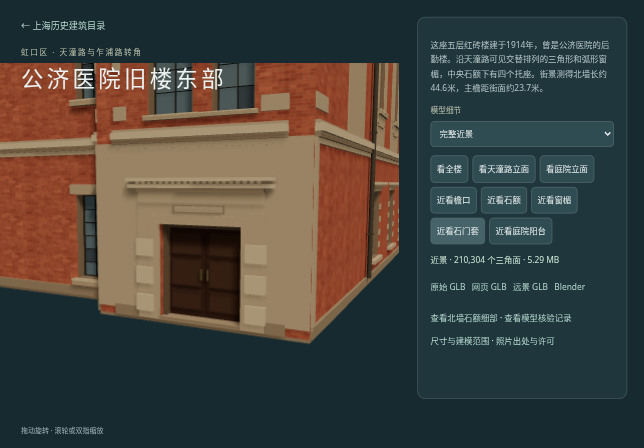 ← 上海历史建筑目录
虹口区 · 天潼路与乍浦路转角
公济医院旧楼东部
这座五层红砖楼建于1914年，曾是公济医院的后
勤楼。沿天潼路可见交替排列的三角形和弧形窗
楣，中央石额下有四个托座。街景测得北墙长约
44.6米，主檐距街面约23.7米。
模型细节
完整近景
看全楼 看天潼路立面 看庭院立面
近看檐口 近看石额 近看窗楣
近看石门套 近看庭院阳台
近景 · 210,304 个三角面 · 5.29 MB
原始 GLB 网页 GLB 远景 GLB Blender
查看北墙石额细部 · 查看模型核验记录
尺寸与建模范围 · 照片出处与许可
拖动旋转 · 滚轮或双指缩放